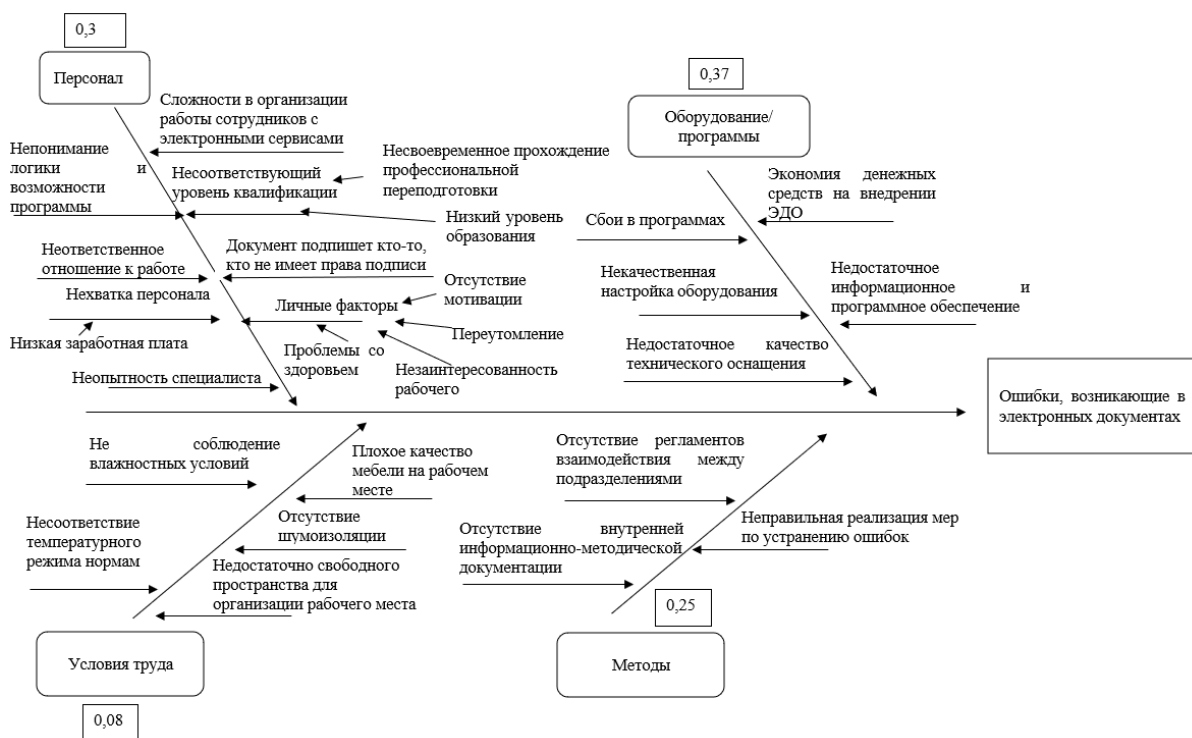 0,3
Персонал
Сложности в организации
работы сотрудников с
электронными сервисами
Непонимание
логики и
возможности
программы
Несоответствующий
уровень квалификации
Несвоевременное прохождение
профессиональной
переподготовки
Низкий уровень
образования
Неответственное
отношение к работе
Документ подпишет кто-то,
кто не имеет права подписи
Нехватка персонала
Низкая заработная плата
Личные факторы
Отсутствие
мотивации
Переутомление
Проблемы со
здоровьем
Незаинтересованность
рабочего
Неопытность специалиста
0,37
Оборудование/
программы
Экономия денежных
средств на внедрении
ЭДО
Сбои в программах
Некачественная
настройка оборудования
Недостаточное
информационное и
программное обеспечение
Недостаточное качество
технического оснащения
Ошибки, возникающие в
электронных документах
Не соблюдение
влажностных условий
Плохое качество
мебели на рабочем
месте
Несоответствие
температурного
режима нормам
Отсутствие
шумоизоляции
Недостаточно свободного
пространства для
организации рабочего места
Условия труда
0,08
Отсутствие регламентов
взаимодействия между
подразделениями
Отсутствие внутренней
информационно-методической
документации
Неправильная реализация мер
по устранению ошибок
0,25
Методы